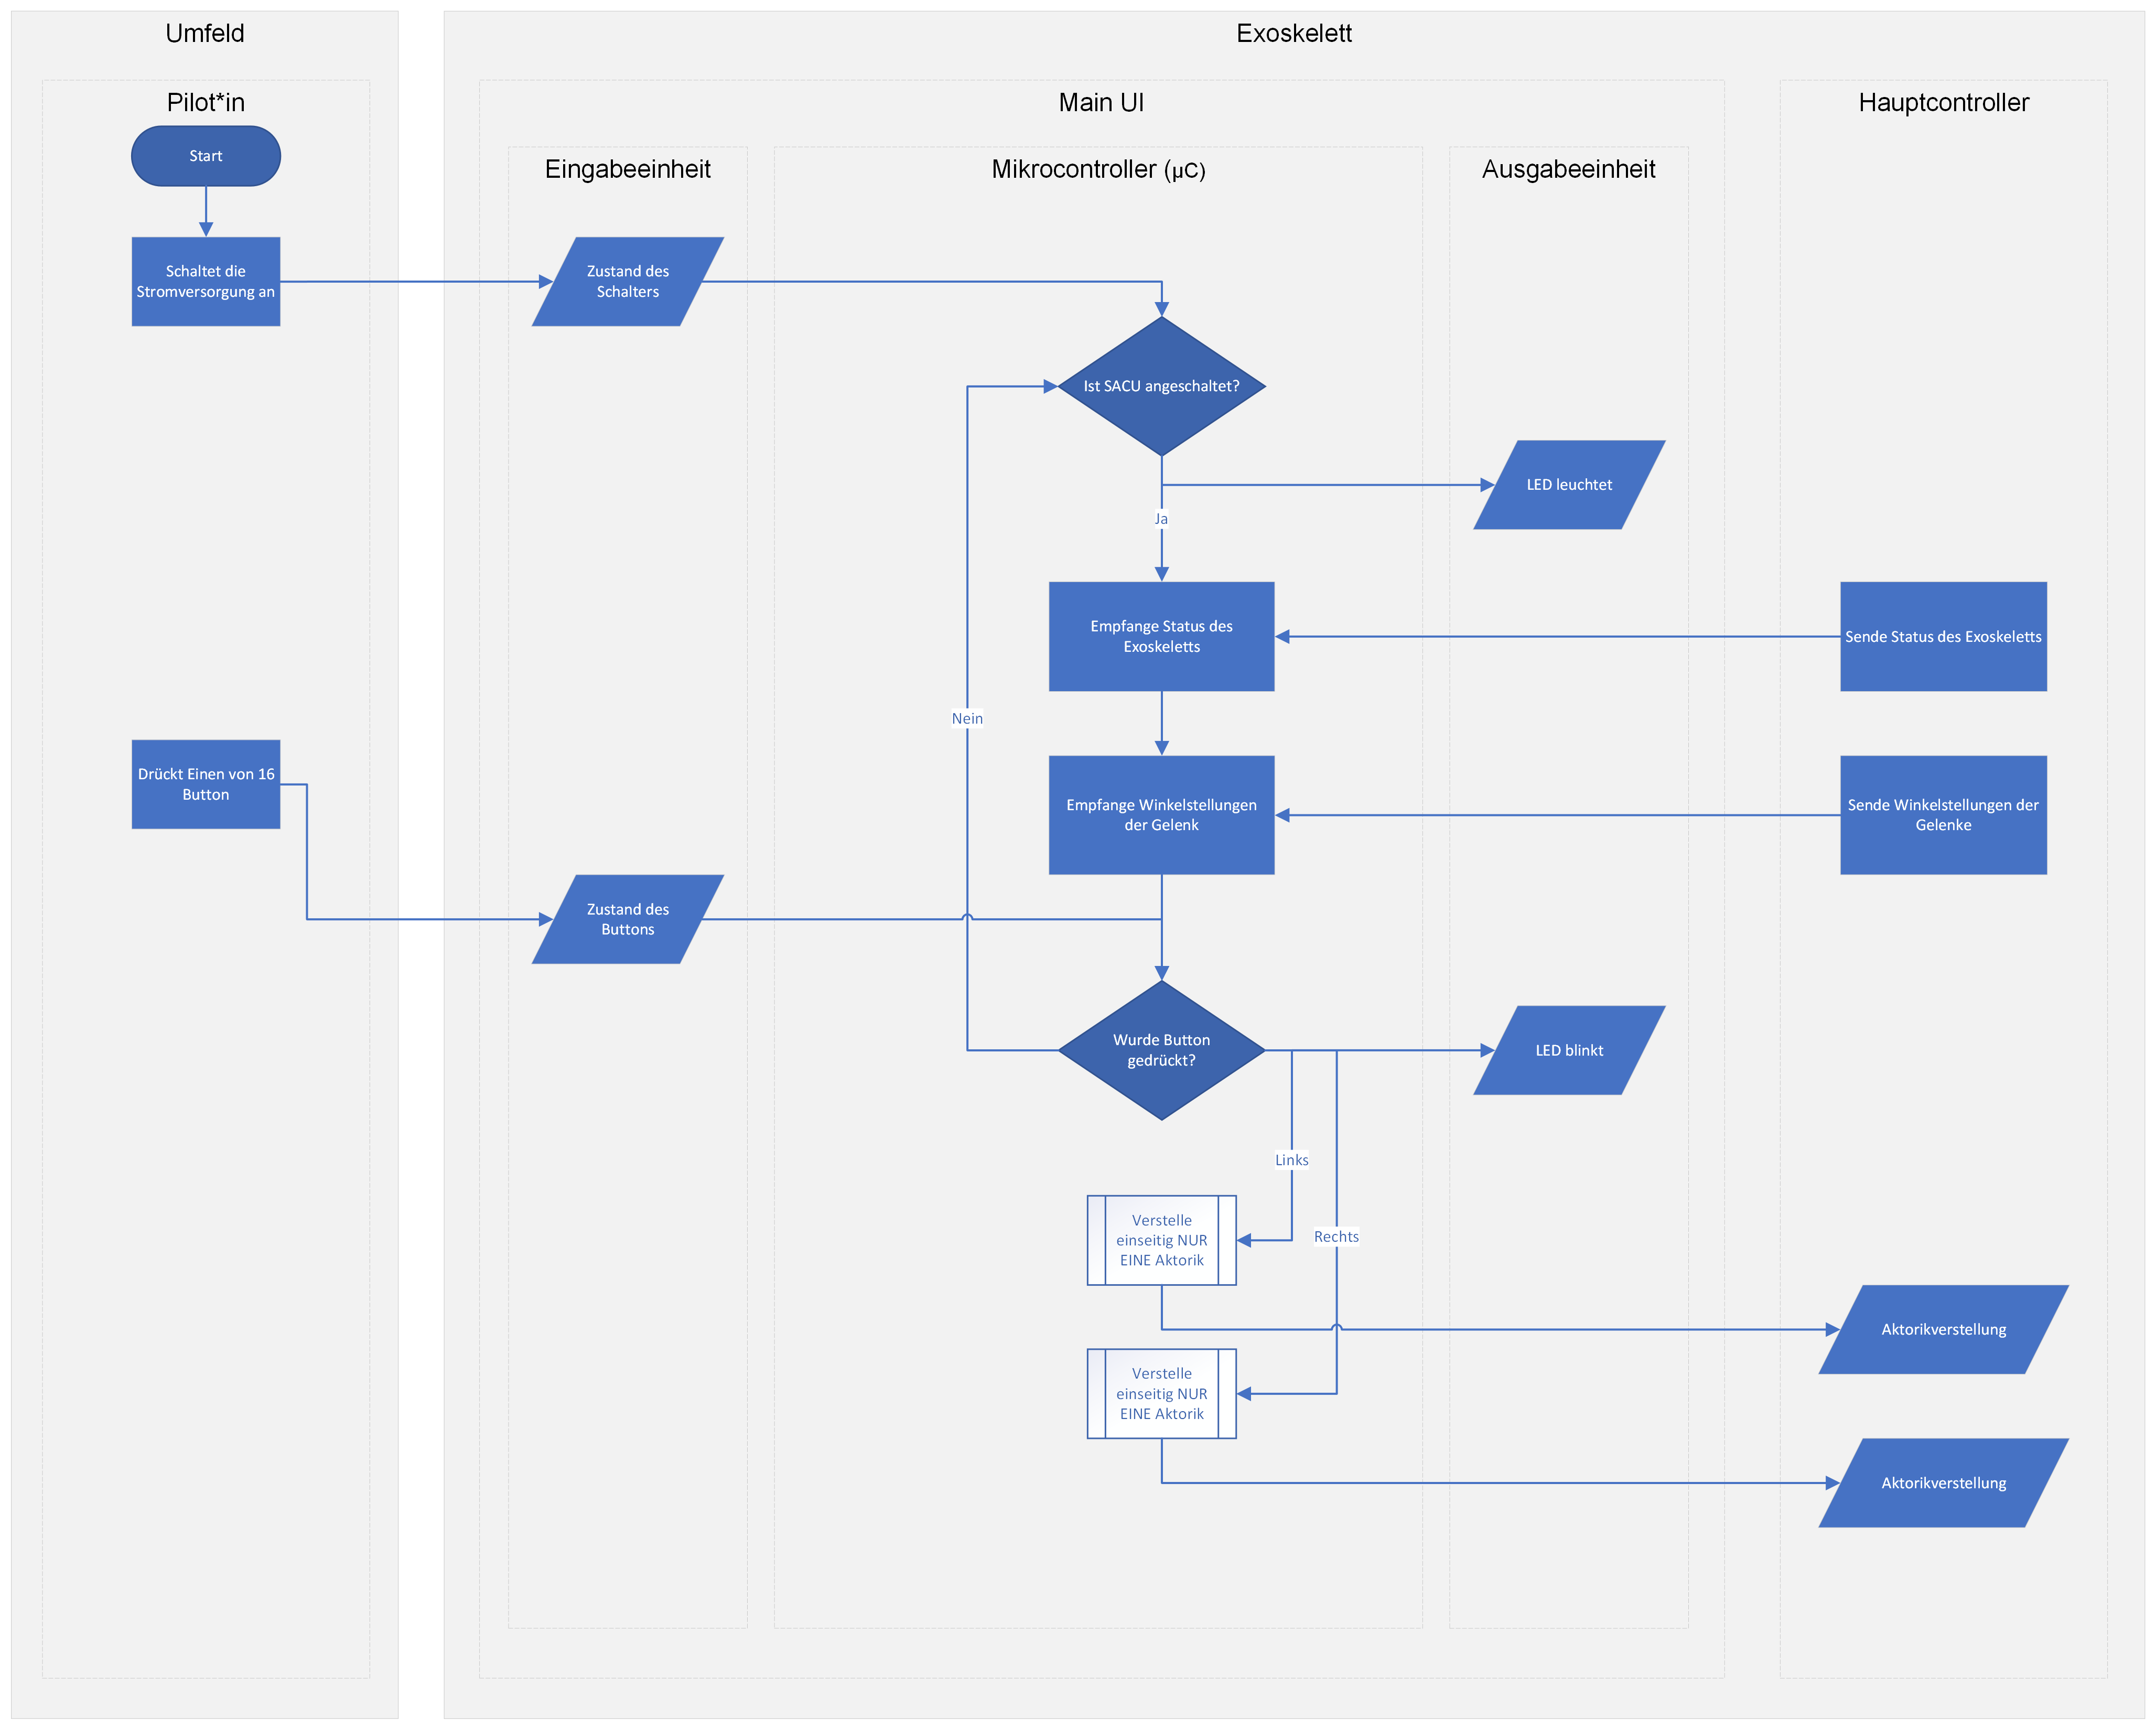 Umfeld
Exoskelett
Pilot*in
Main UI
Hauptcontroller
Eingabeeinheit
Mikrocontroller (µC)
Ausgabeeinheit
Start
Schaltet die
Stromversorgung an
Zustand des
Schalters
Ist SACU angeschaltet?
LED leuchtet
Ja
Empfange Status des
Exoskeletts
Sende Status des Exoskeletts
Nein
Drückt Einen von 16
Button
Empfange Winkelstellungen
der Gelenk
Sende Winkelstellungen der
Gelenke
Zustand des
Buttons
Wurde Button
gedrückt?
LED blinkt
Links
Verstelle
einseitig NUR
EINE Aktorik
Rechts
Aktorikverstellung
Verstelle
einseitig NUR
EINE Aktorik
Aktorikverstellung